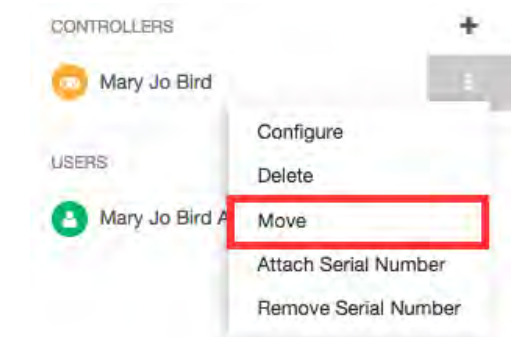 CONTROLLERS +
Mary Jo Bird
Configure
USERS
Delete
Mary Jo Bird A
Move
Attach Serial Number
Remove Serial Number